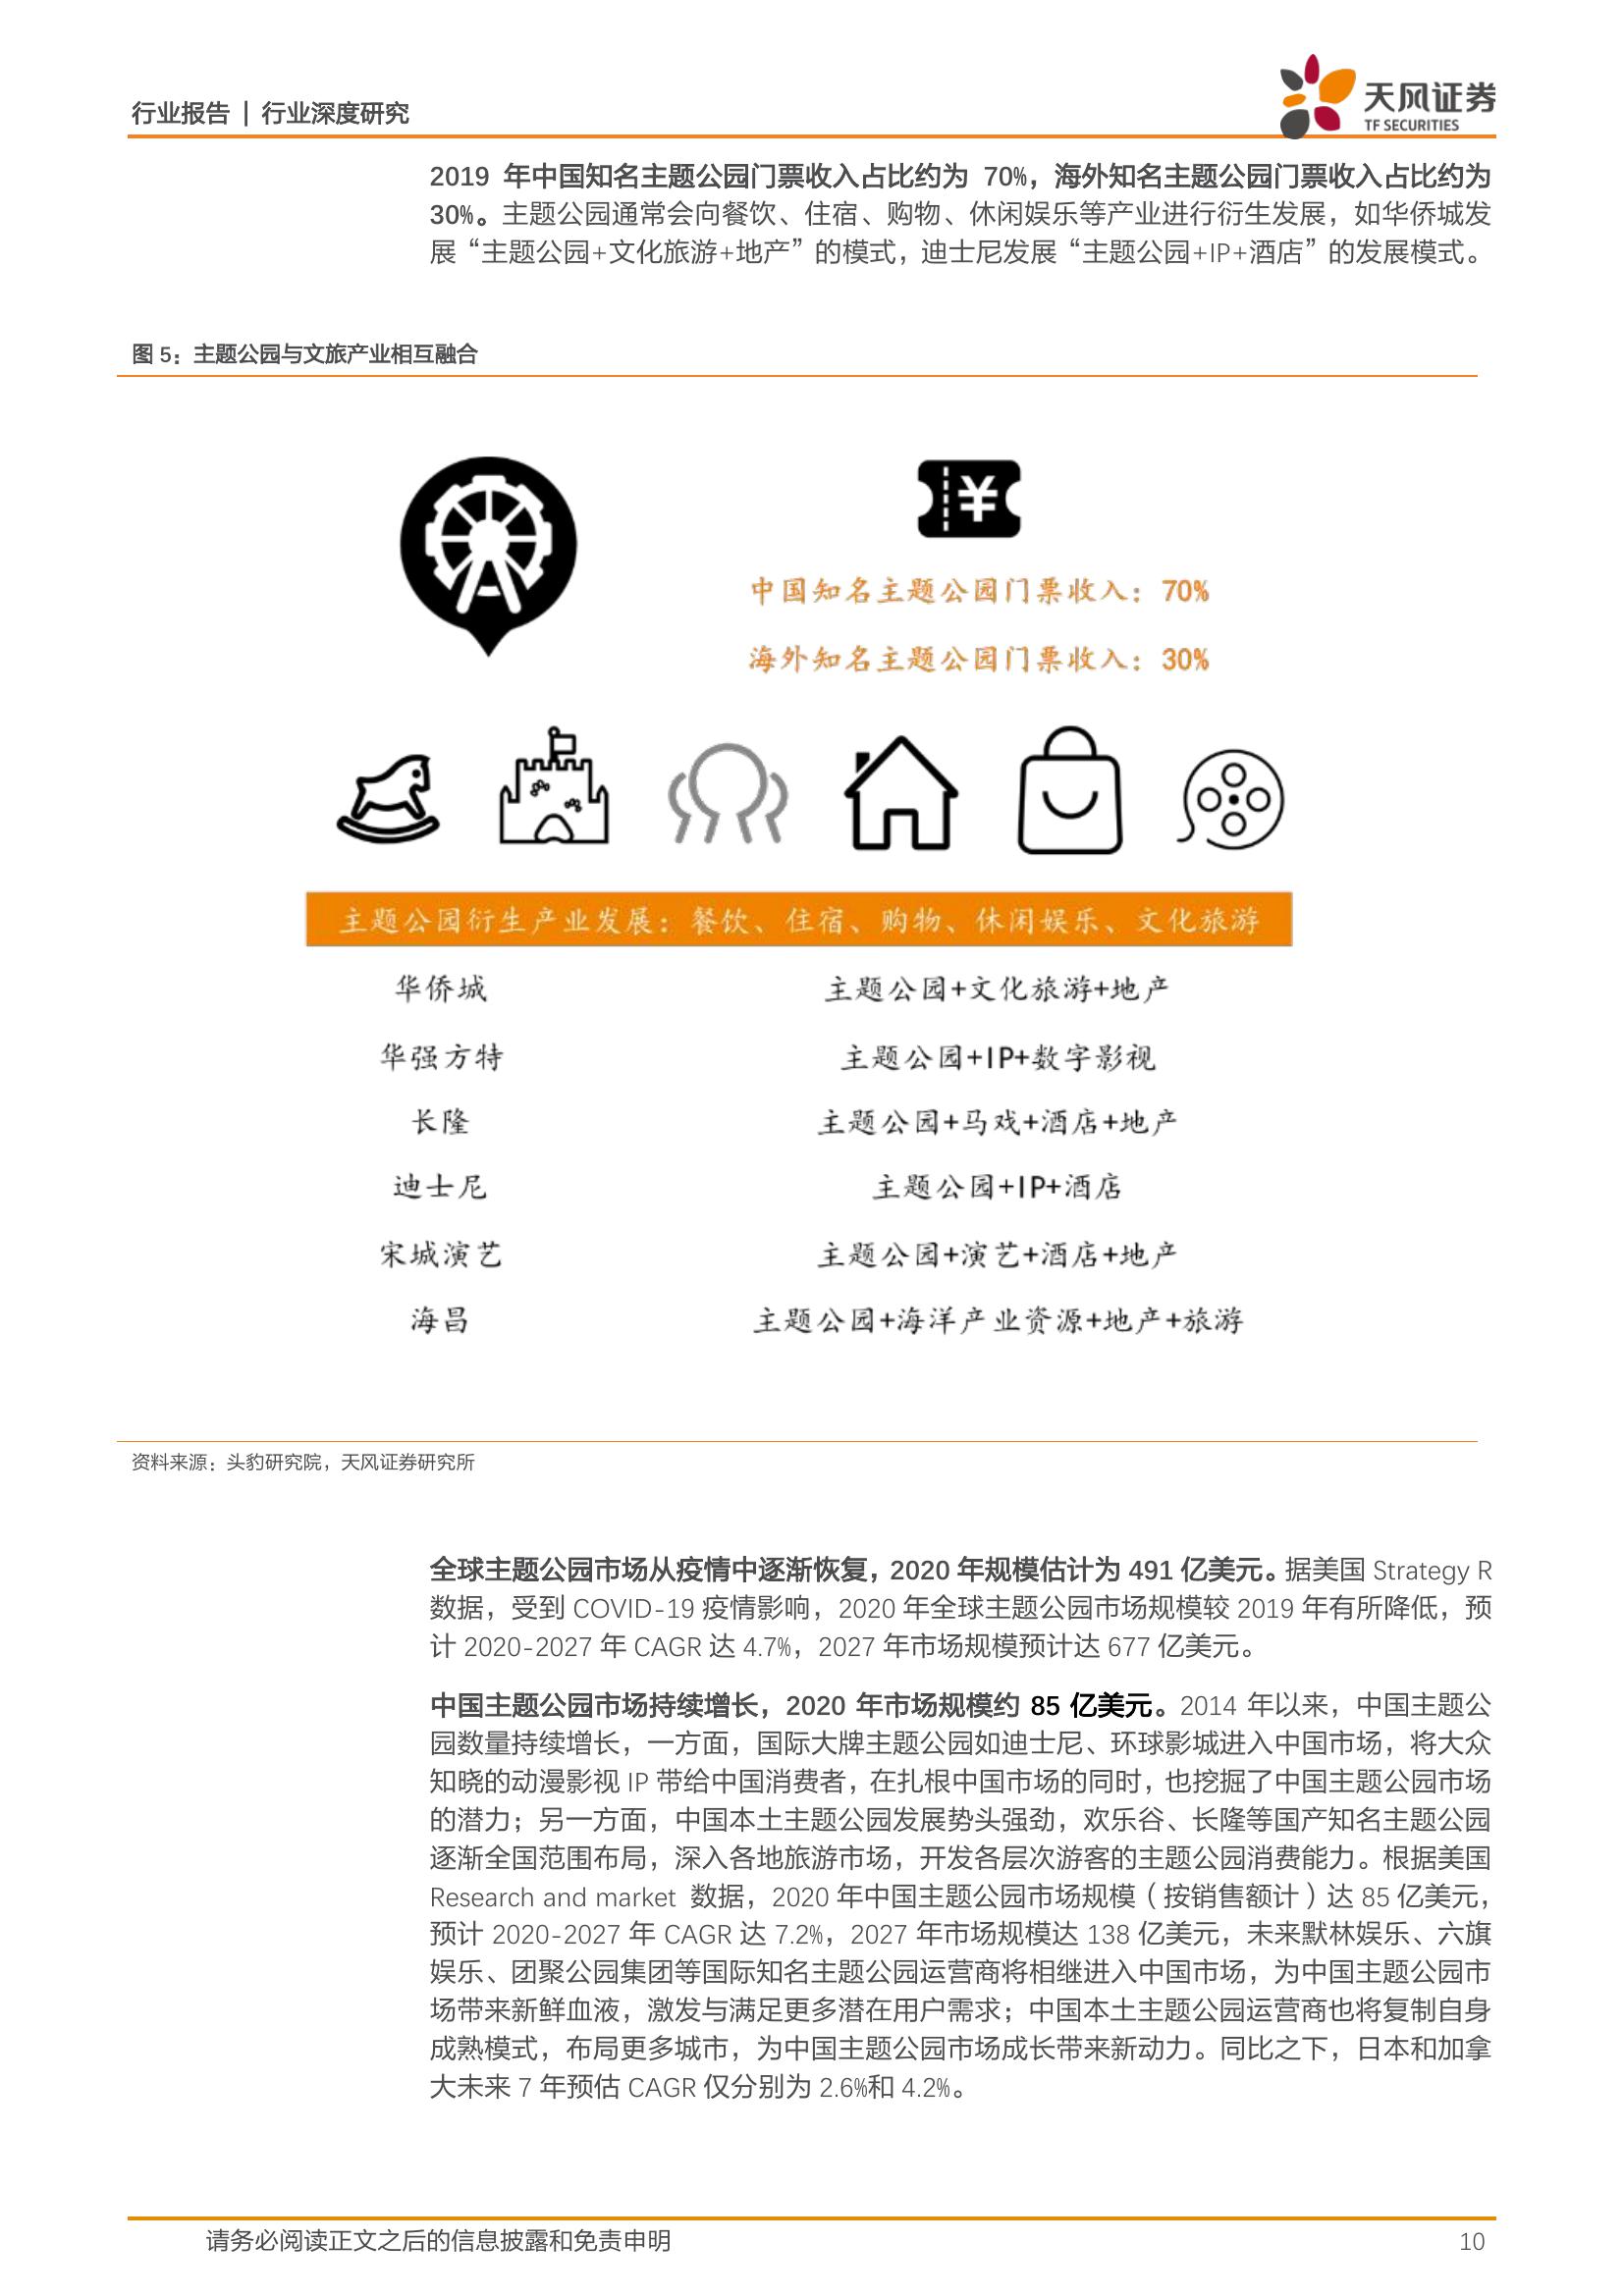 行业报告 | 行业深度研究
天风证券
TF SECURITIES
2019 年中国知名主题公园门票收入占比约为 70%，海外知名主题公园门票收入占比约为
30%。主题公园通常会向餐饮、住宿、购物、休闲娱乐等产业进行衍生发展，如华侨城发
展“主题公园+文化旅游+地产”的模式，迪士尼发展“主题公园+IP+酒店”的发展模式。
图 5：主题公园与文旅产业相互融合
¥
中国知名主题公园门票收入：70%
海外知名主题公园门票收入：30%
主题公园衍生产业发展：餐饮、住宿、购物、休闲娱乐、文化旅游
华侨城 主题公园+文化旅游+地产
华强方特 主题公园+IP+数字影视
长隆 主题公园+马戏+酒店+地产
迪士尼 主题公园+IP+酒店
宋城演艺 主题公园+演艺+酒店+地产
海昌 主题公园+海洋产业资源+地产+旅游
资料来源：头豹研究院，天风证券研究所
全球主题公园市场从疫情中逐渐恢复，2020 年规模估计为 491 亿美元。据美国 Strategy R
数据，受到 COVID-19 疫情影响，2020 年全球主题公园市场规模较 2019 年有所降低，预
计 2020-2027 年 CAGR 达 4.7%，2027 年市场规模预计达 677 亿美元。
中国主题公园市场持续增长，2020 年市场规模约 85 亿美元。2014 年以来，中国主题公
园数量持续增长，一方面，国际大牌主题公园如迪士尼、环球影城进入中国市场，将大众
知晓的动漫影视 IP 带给中国消费者，在扎根中国市场的同时，也挖掘了中国主题公园市场
的潜力；另一方面，中国本土主题公园发展势头强劲，欢乐谷、长隆等国产知名主题公园
逐渐全国范围布局，深入各地旅游市场，开发各层次游客的主题公园消费能力。根据美国
Research and market 数据，2020 年中国主题公园市场规模（按销售额计）达 85 亿美元，
预计 2020-2027 年 CAGR 达 7.2%，2027 年市场规模达 138 亿美元，未来默林娱乐、六旗
娱乐、团聚公园集团等国际知名主题公园运营商将相继进入中国市场，为中国主题公园市
场带来新鲜血液，激发与满足更多潜在用户需求；中国本土主题公园运营商也将复制自身
成熟模式，布局更多城市，为中国主题公园市场成长带来新动力。同比之下，日本和加拿
大未来 7 年预估 CAGR 仅分别为 2.6%和 4.2%。
请务必阅读正文之后的信息披露和免责申明 10